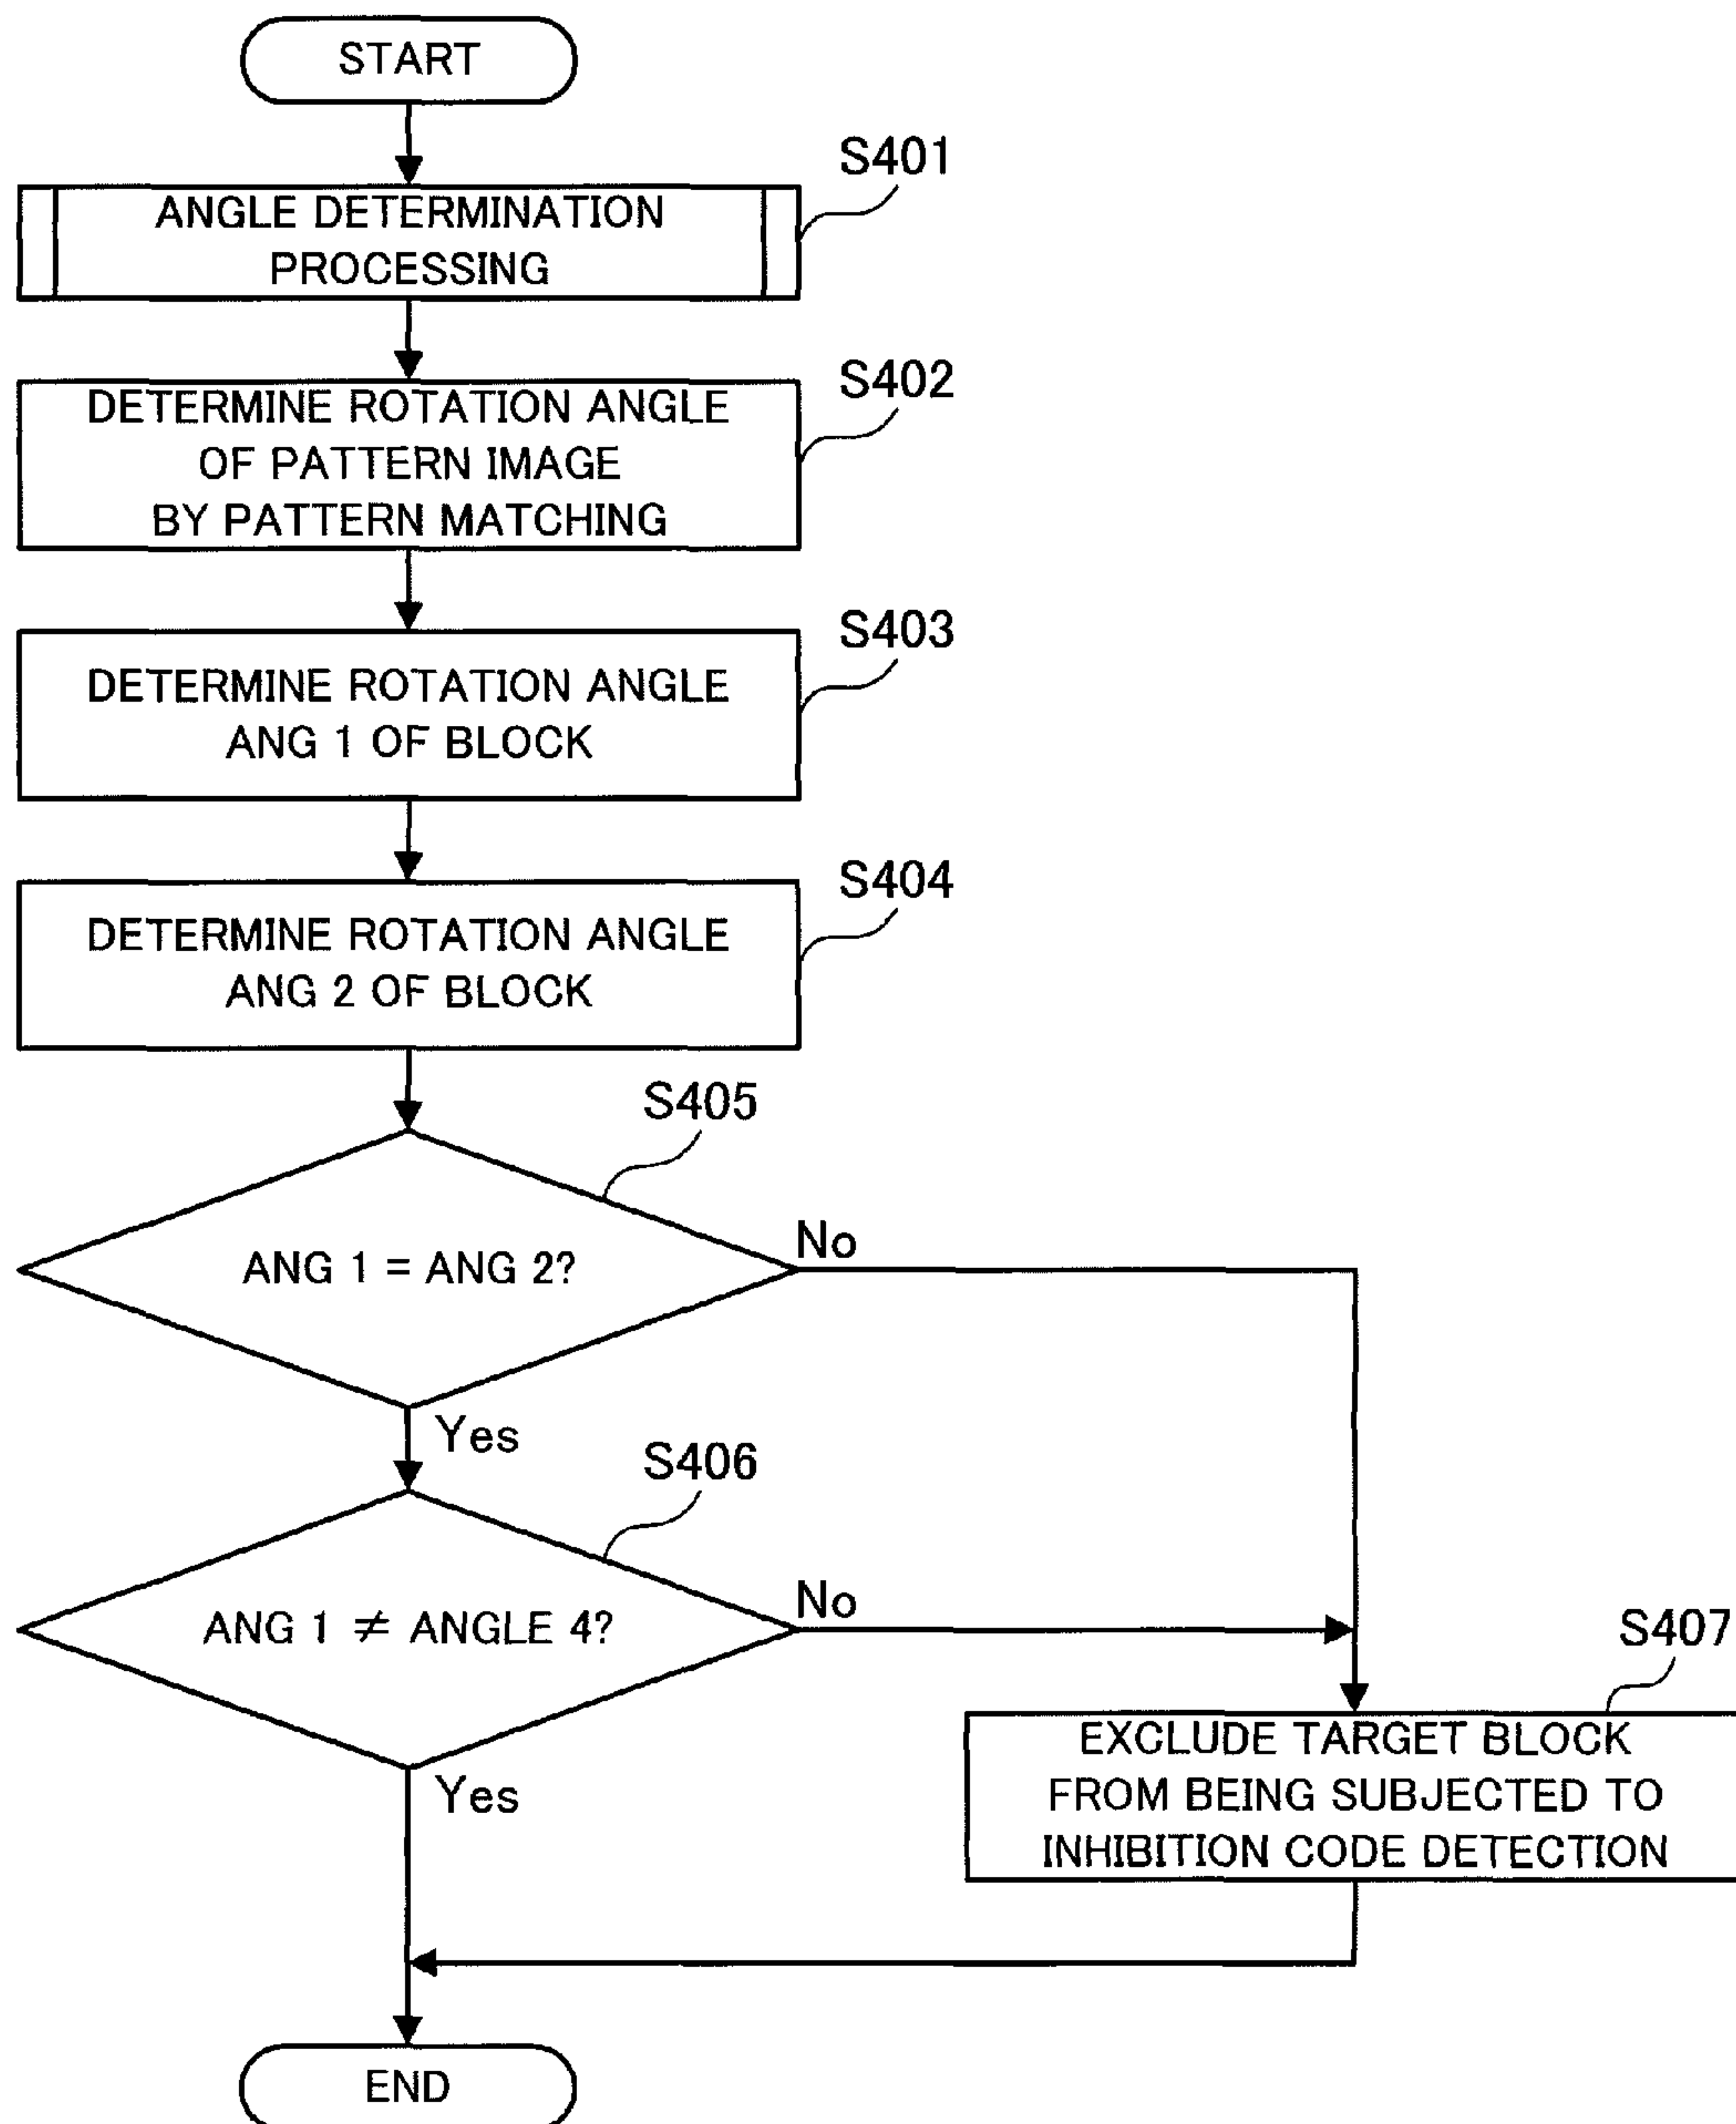 START
S401
ANGLE DETERMINATION
PROCESSING
S402
DETERMINE ROTATION ANGLE
OF PATTERN IMAGE
BY PATTERN MATCHING
S403
DETERMINE ROTATION ANGLE
ANG 1 OF BLOCK
S404
DETERMINE ROTATION ANGLE
ANG 2 OF BLOCK
S405
ANG 1 = ANG 2?
No
Yes
S406
ANG 1 ≠ ANGLE 4?
No
Yes
S407
EXCLUDE TARGET BLOCK
FROM BEING SUBJECTED TO
INHIBITION CODE DETECTION
END